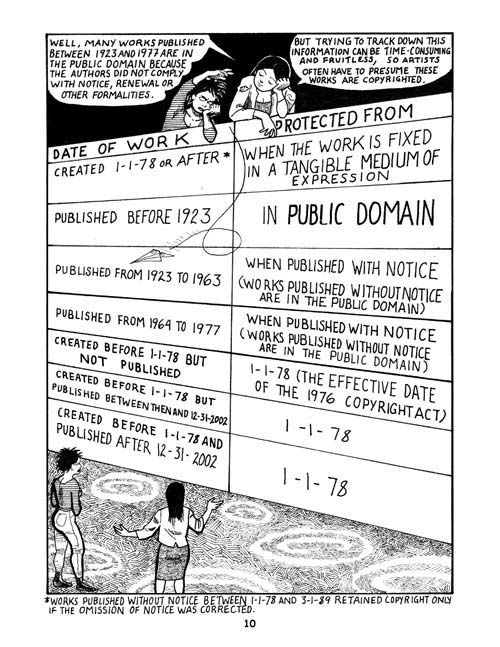 WELL, MANY WORKS PUBLISHED
BETWEEN 1923 AND 1977 ARE IN
THE PUBLIC DOMAIN BECAUSE
THE AUTHORS DID NOT COMPLY
WITH NOTICE, RENEWAL OR
OTHER FORMALITIES.
BUT TRYING TO TRACK DOWN THIS
INFORMATION CAN BE TIME-CONSUMING
AND FRUITLESS, SO ARTISTS
OFTEN HAVE TO PRESUME THESE
WORKS ARE COPYRIGHTED.
DATE OF WORK
PROTECTED FROM
CREATED 1-1-78 OR AFTER *
WHEN THE WORK IS FIXED
IN A TANGIBLE MEDIUM OF
EXPRESSION
PUBLISHED BEFORE 1923
IN PUBLIC DOMAIN
PUBLISHED FROM 1923 TO 1963
WHEN PUBLISHED WITH NOTICE
(WORKS PUBLISHED WITHOUT NOTICE
ARE IN THE PUBLIC DOMAIN)
PUBLISHED FROM 1964 TO 1977
WHEN PUBLISHED WITH NOTICE
(WORKS PUBLISHED WITHOUT NOTICE
ARE IN THE PUBLIC DOMAIN)
CREATED BEFORE 1-1-78 BUT
NOT PUBLISHED
1-1-78 (THE EFFECTIVE DATE
OF THE 1976 COPYRIGHT ACT)
CREATED BEFORE 1-1-78 BUT
PUBLISHED BETWEEN THEN AND 12-31-2002
1-1-78
CREATED BEFORE 1-1-78 AND
PUBLISHED AFTER 12-31-2002
1-1-78
*WORKS PUBLISHED WITHOUT NOTICE BETWEEN 1-1-78 AND 3-1-89 RETAINED COPYRIGHT ONLY
IF THE OMISSION OF NOTICE WAS CORRECTED.
10